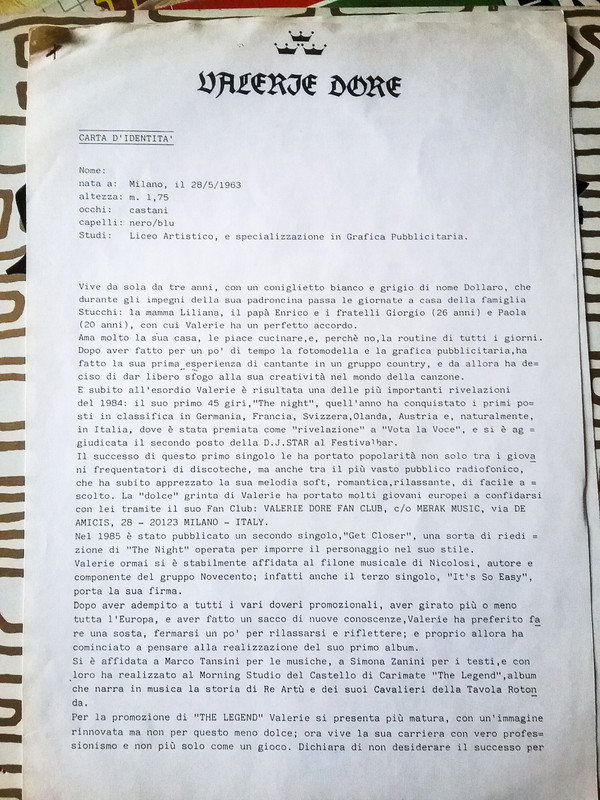 VALERIE DORE
CARTA D'IDENTITA'
Nome:
nata a: Milano, il 28/5/1963
altezza: m. 1,75
occhi: castani
capelli: nero/blu
Studi: Liceo Artistico, e specializzazione in Grafica Pubblicitaria.
Vive da sola da tre anni, con un coniglietto bianco e grigio di nome Dollaro, che
durante gli impegni della sua padroncina passa le giornate a casa della famiglia
Stucchi: la mamma Liliana, il papà Enrico e i fratelli Giorgio (26 anni) e Paola
(20 anni), con cui Valerie ha un perfetto accordo.
Ama molto la sua casa, le piace cucinare,e, perchè no,la routine di tutti i giorni.
Dopo aver fatto per un po' di tempo la fotomodella e la grafica pubblicitaria,ha
fatto la sua prima esperienza di cantante in un gruppo country, e da allora ha de=
ciso di dar libero sfogo alla sua creatività nel mondo della canzone.
E subito all'esordio Valerie è risultata una delle più importanti rivelazioni
del 1984: il suo primo 45 giri,"The night", quell'anno ha conquistato i primi po=
sti in classifica in Germania, Francia, Svizzera,Olanda, Austria e, naturalmente,
in Italia, dove è stata premiata come "rivelazione" a "Vota la Voce", e si è ag =
giudicata il secondo posto della D.J.STAR al Festivalbar.
Il successo di questo primo singolo le ha portato popolarità non solo tra i giova
ni frequentatori di discoteche, ma anche tra il più vasto pubblico radiofonico,
che ha subito apprezzato la sua melodia soft, romantica,rilassante, di facile a =
scolto. La "dolce" grinta di Valerie ha portato molti giovani europei a confidarsi
con lei tramite il suo Fan Club: VALERIE DORE FAN CLUB, c/o MERAK MUSIC, via DE
AMICIS, 28 - 20123 MILANO - ITALY.
Nel 1985 è stato pubblicato un secondo singolo,"Get Closer", una sorta di riedi =
zione di "The Night" operata per imporre il personaggio nel suo stile.
Valerie ormai si è stabilmente affidata al filone musicale di Nicolosi, autore e
componente del gruppo Novecento; infatti anche il terzo singolo, "It's So Easy",
porta la sua firma.
Dopo aver adempito a tutti i vari doveri promozionali, aver girato più o meno
tutta l'Europa, e aver fatto un sacco di nuove conoscenze,Valerie ha preferito fa
re una sosta, fermarsi un po' per rilassarsi e riflettere; e proprio allora ha
cominciato a pensare alla realizzazione del suo primo album.
Si è affidata a Marco Tansini per le musiche, a Simona Zanini per i testi,e con
loro ha realizzato al Morning Studio del Castello di Carimate "The Legend",album
che narra in musica la storia di Re Artù e dei suoi Cavalieri della Tavola Roton
da.
Per la promozione di "THE LEGEND" Valerie si presenta più matura, con un'immagine
rinnovata ma non per questo meno dolce; ora vive la sua carriera con vero profes=
sionismo e non più solo come un gioco. Dichiara di non desiderare il successo per